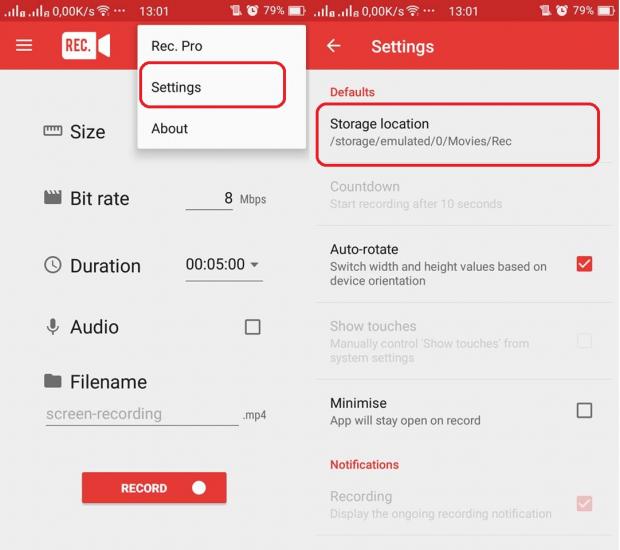 0,00K/s ••• 13:01 79%
REC.
Rec. Pro
Settings
About
Size
Bit rate 8 Mbps
Duration 00:05:00
Audio
Filename
screen-recording .mp4
RECORD
0,00K/s ••• 13:01 79%
Settings
Defaults
Storage location
/storage/emulated/0/Movies/Rec
Countdown
Start recording after 10 seconds
Auto-rotate
Switch width and height values based on
device orientation
Show touches
Manually control 'Show touches' from
system settings
Minimise
App will stay open on record
Notifications
Recording
Display the ongoing recording notification